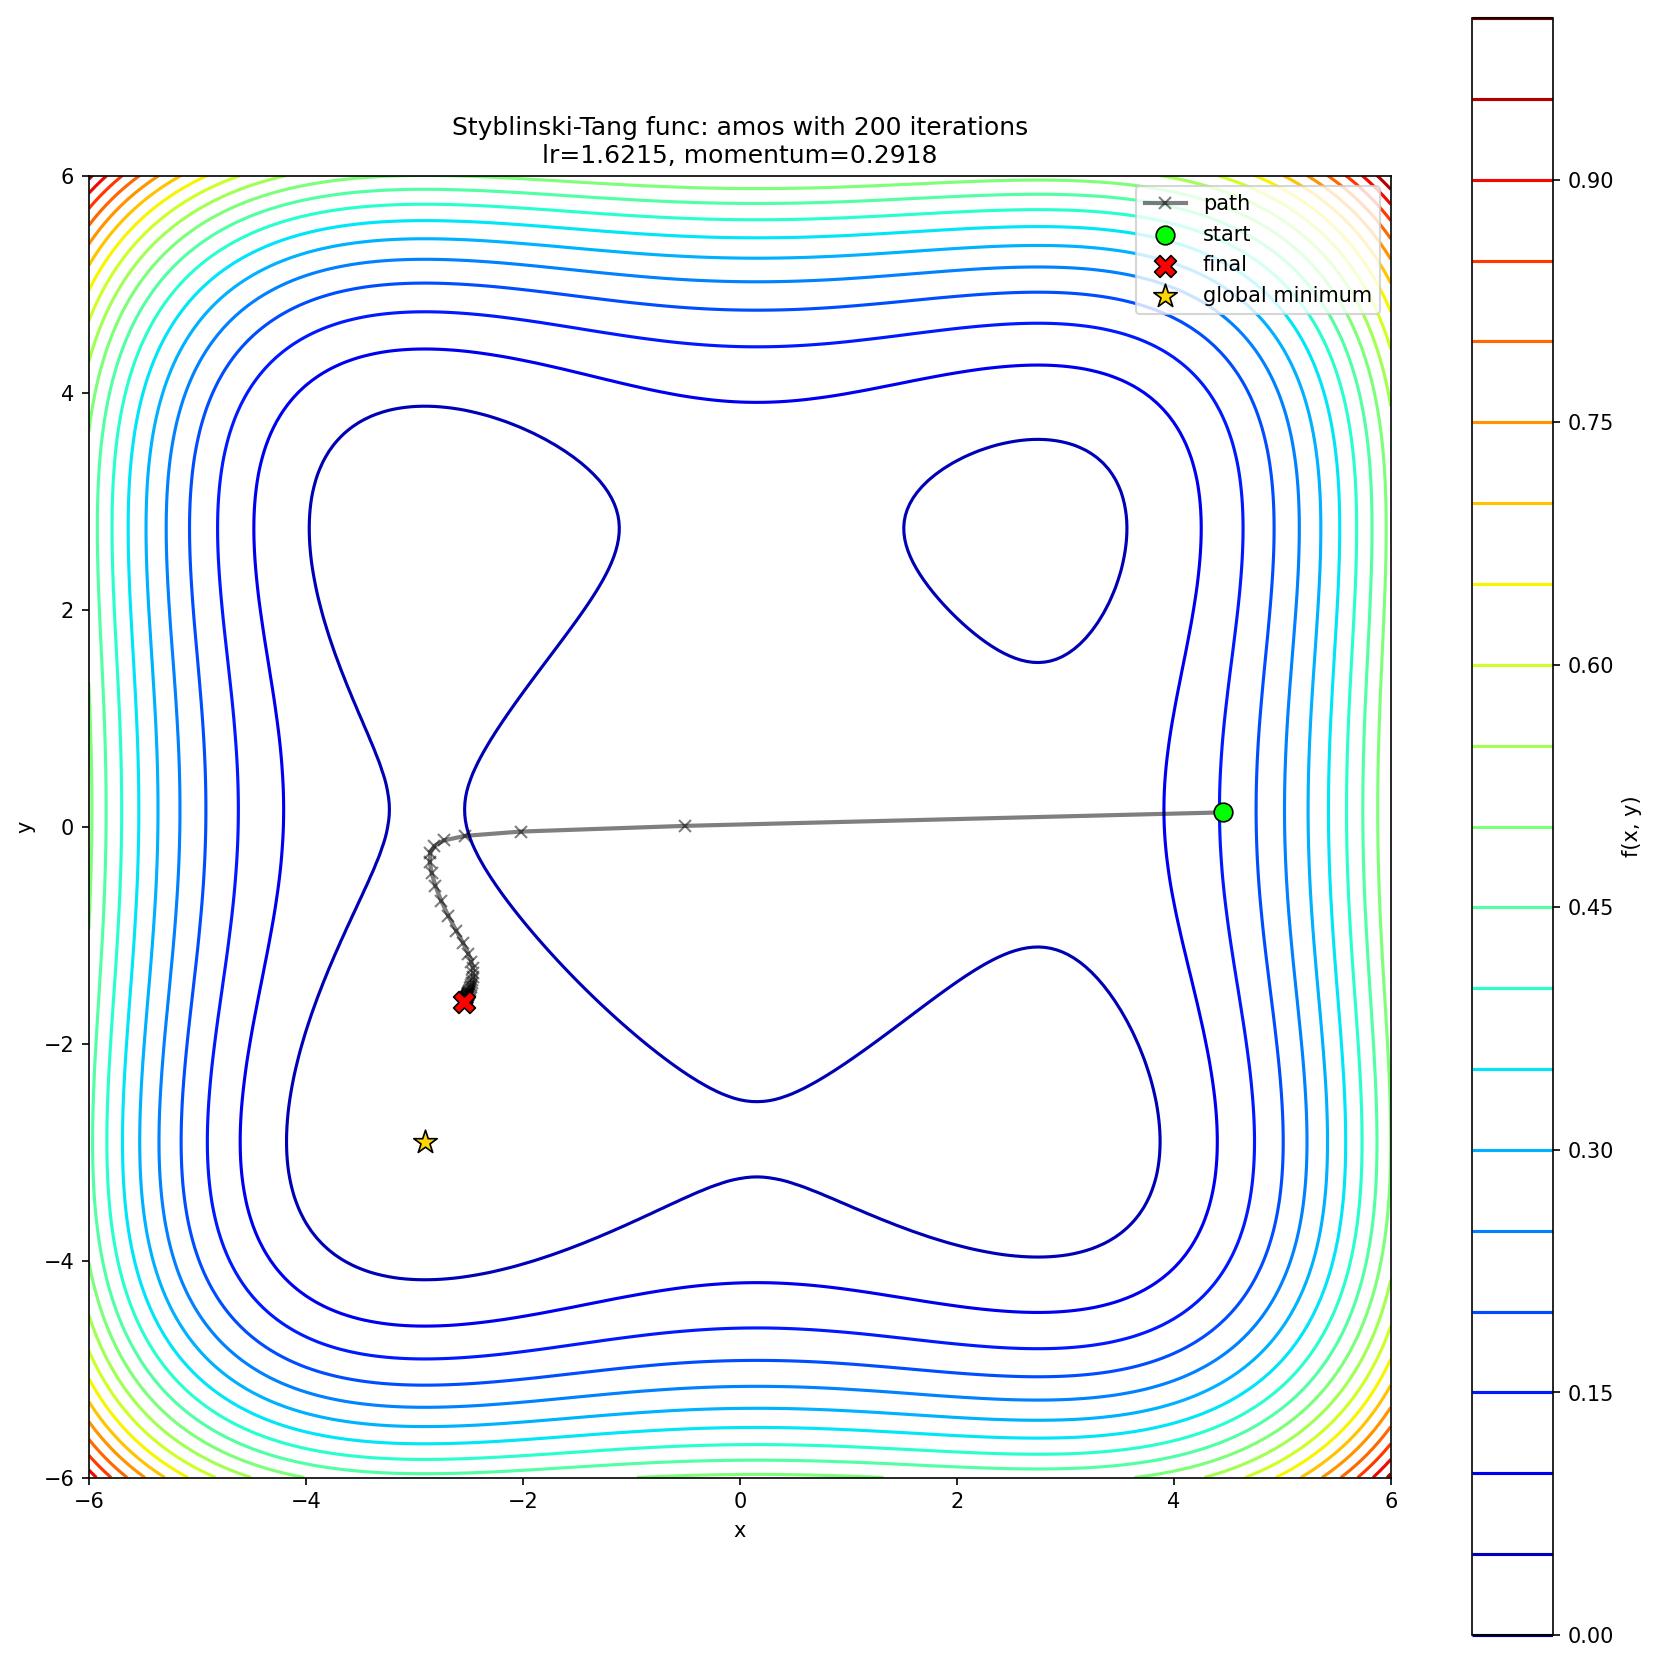 Styblinski-Tang func: amos with 200 iterations
lr=1.6215, momentum=0.2918
path
start
final
global minimum
6
4
2
0
−2
−4
−6
y
−6
−4
−2
0
2
4
6
x
0.90
0.75
0.60
0.45
0.30
0.15
0.00
f(x, y)